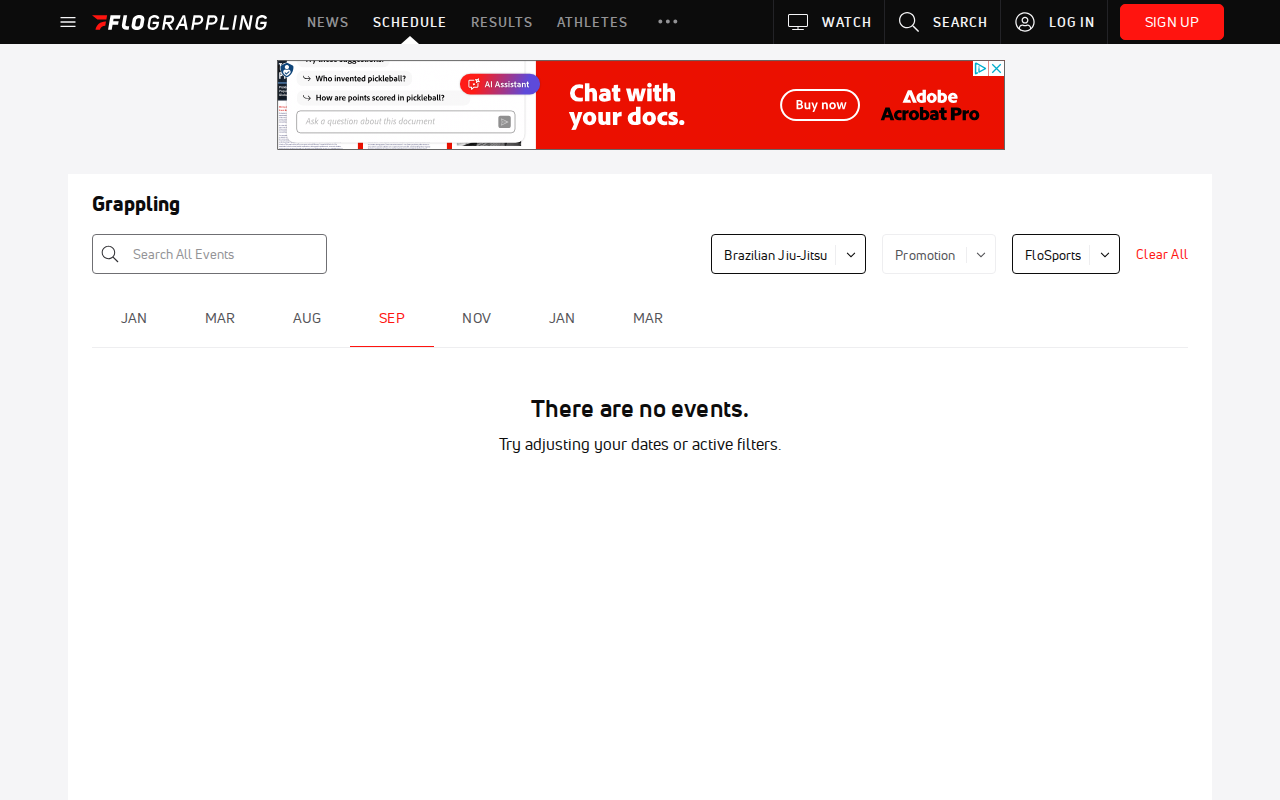 FLOGRAPPLING
NEWS
SCHEDULE
RESULTS
ATHLETES
WATCH
SEARCH
LOG IN
SIGN UP
Who invented pickleball?
How are points scored in pickleball?
Ask a question about this document
AI Assistant
Chat with
your docs.
Buy now
Adobe
Acrobat Pro
Grappling
Search All Events
Brazilian Jiu-Jitsu
Promotion
FloSports
Clear All
JAN
MAR
AUG
SEP
NOV
JAN
MAR
There are no events.
Try adjusting your dates or active filters.